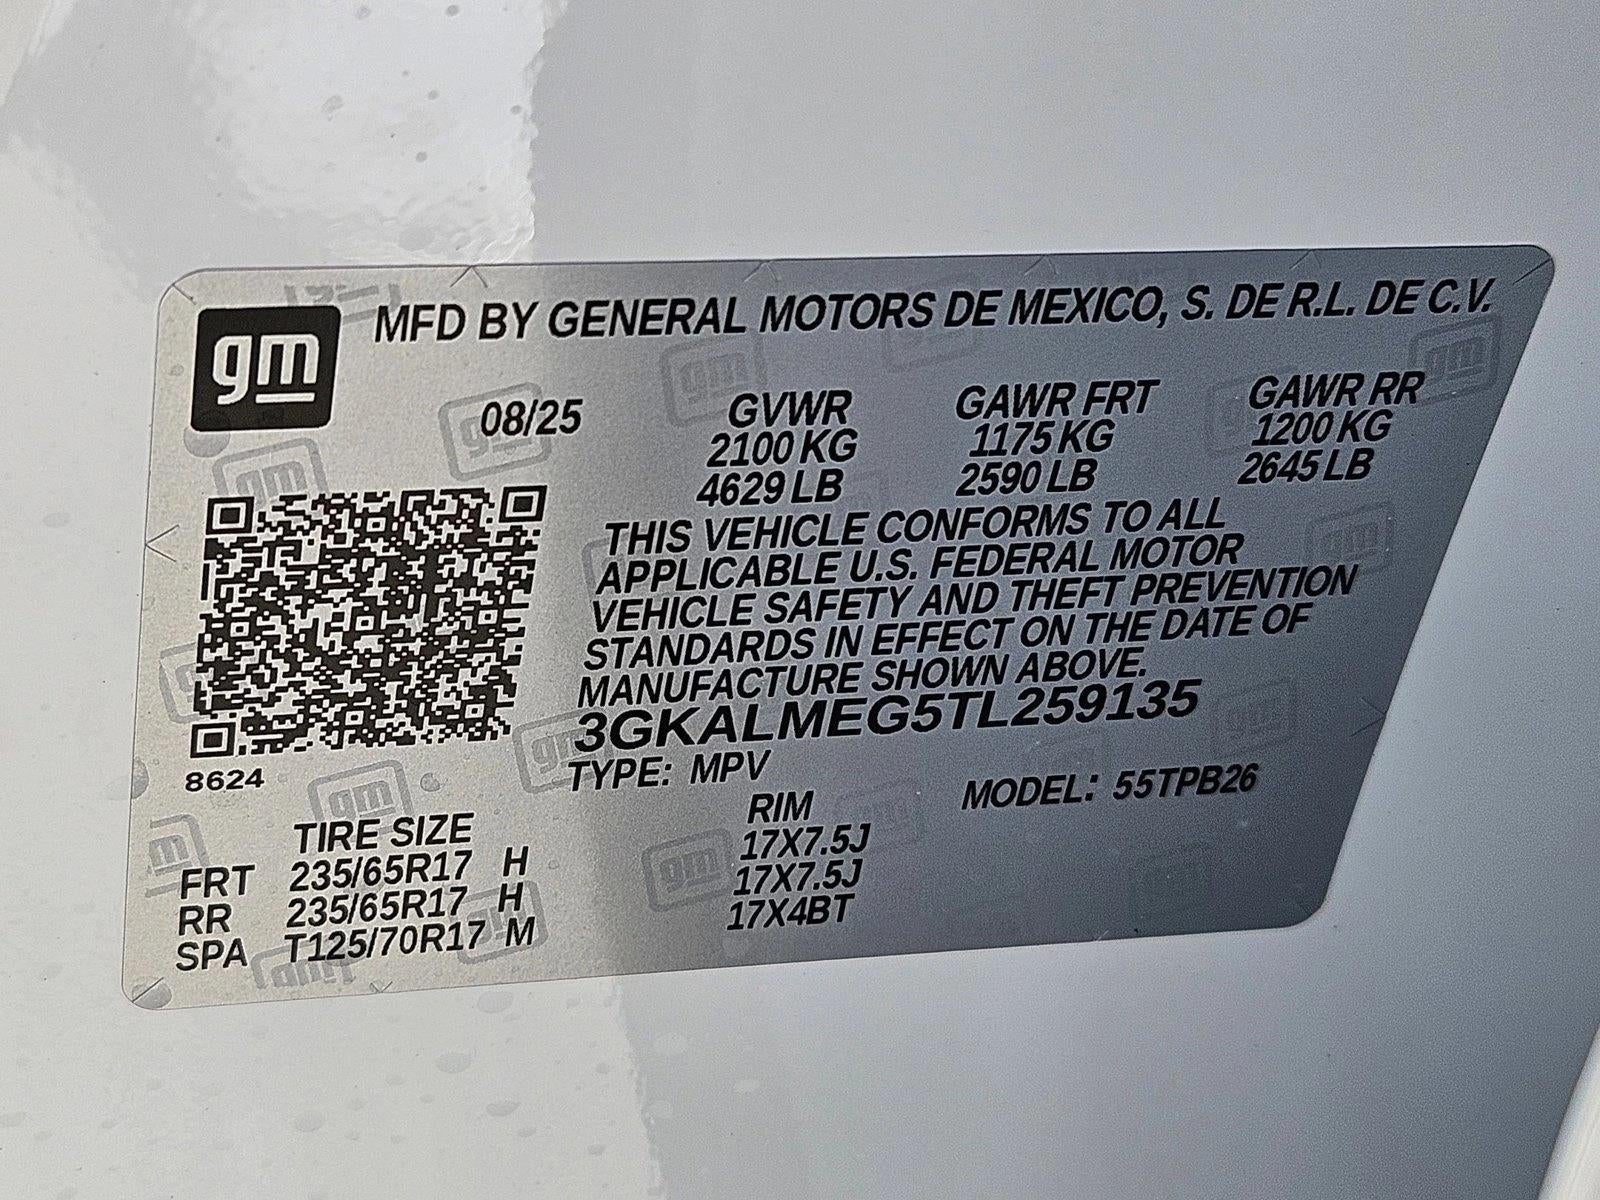 gm
MFD BY GENERAL MOTORS DE MEXICO, S. DE R.L. DE C.V.
08/25 GVWR GAWR FRT GAWR RR
2100 KG 1175 KG 1200 KG
4629 LB 2590 LB 2645 LB
THIS VEHICLE CONFORMS TO ALL
APPLICABLE U.S. FEDERAL MOTOR
VEHICLE SAFETY AND THEFT PREVENTION
STANDARDS IN EFFECT ON THE DATE OF
MANUFACTURE SHOWN ABOVE.
3GKALMEG5TL259135
8624 TYPE: MPV MODEL: 55TPB26
TIRE SIZE RIM
FRT 235/65R17 H 17X7.5J
RR 235/65R17 H 17X7.5J
SPA T125/70R17 M 17X4BT